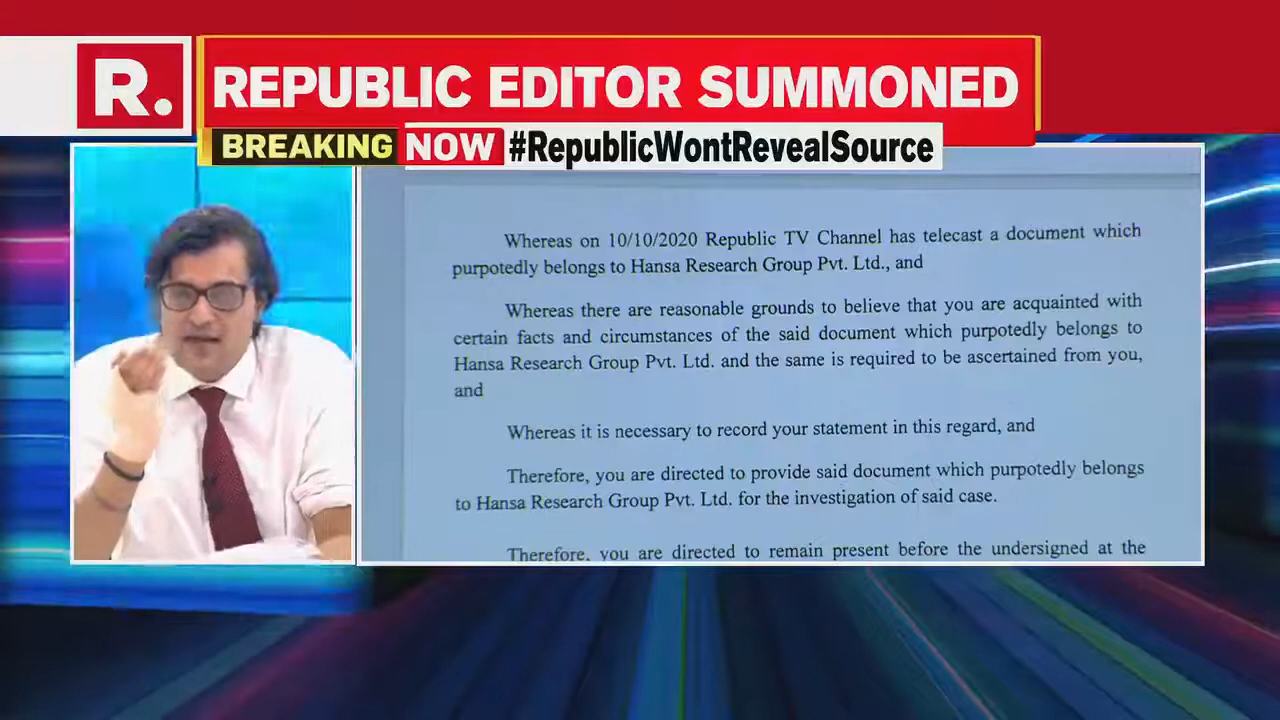 R.
REPUBLIC EDITOR SUMMONED
BREAKING NOW #RepublicWontRevealSource
Whereas on 10/10/2020 Republic TV Channel has telecast a document which
purpotedly belongs to Hansa Research Group Pvt. Ltd., and
Whereas there are reasonable grounds to believe that you are acquainted with
certain facts and circumstances of the said document which purpotedly belongs to
Hansa Research Group Pvt. Ltd. and the same is required to be ascertained from you,
and
Whereas it is necessary to record your statement in this regard, and
Therefore, you are directed to provide said document which purpotedly belongs
to Hansa Research Group Pvt. Ltd. for the investigation of said case.
Therefore, you are directed to remain present before the undersigned at the